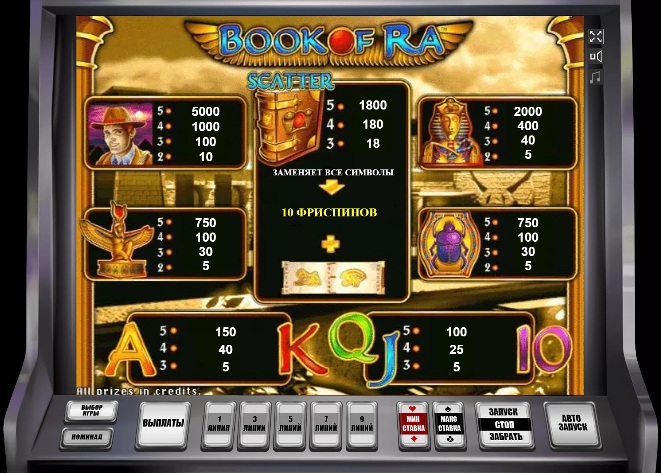 BOOK OF RA
SCATTER
5 5000
4 1000
3 100
2 10
5 1800
4 180
3 18
ЗАМЕНЯЕТ ВСЕ СИМВОЛЫ
10 ФРИСПИНОВ
5 2000
4 400
3 40
2 5
5 750
4 100
3 30
2 5
5 750
4 100
3 30
2 5
A
5 150
4 40
3 5
K
Q
J
5 100
4 25
3 5
10
All prizes in credits.
ВЫБОР
ИГРЫ
НОМИНАЛ
ВЫПЛАТЫ
1
ЛИНИЯ
3
ЛИНИИ
5
ЛИНИЙ
7
ЛИНИЙ
9
ЛИНИЙ
МИН
СТАВКА
МАКС
СТАВКА
ЗАПУСК
СТОП
ЗАБРАТЬ
АВТО
ЗАПУСК